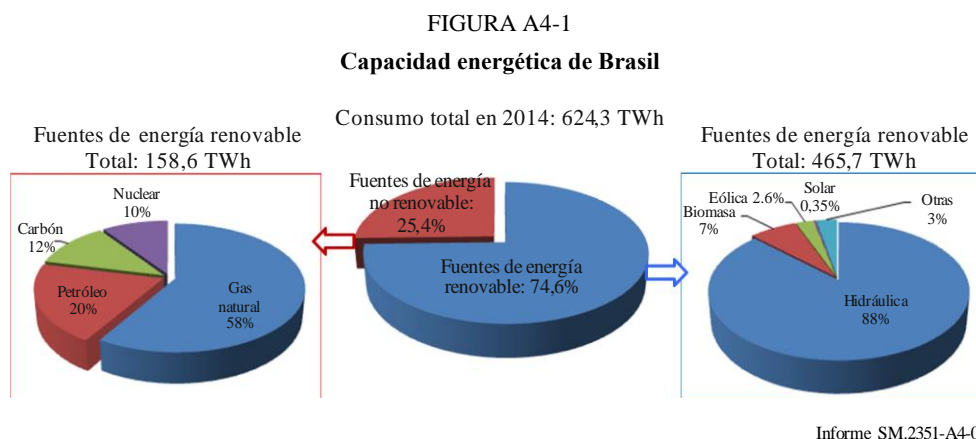 FIGURA A4-1
Capacidad energética de Brasil
Consumo total en 2014: 624,3 TWh
Fuentes de energía renovable
Total: 158,6 TWh
Nuclear
10%
Carbón
12%
Petróleo
20%
Gas
natural
58%
Fuentes de energía
no renovable:
25,4%
Fuentes de energía
renovable: 74,6%
Fuentes de energía renovable
Total: 465,7 TWh
Solar
0,35%
Eólica 2.6%
Biomasa
7%
Otras
3%
Hidráulica
88%
Informe SM.2351-A4-0